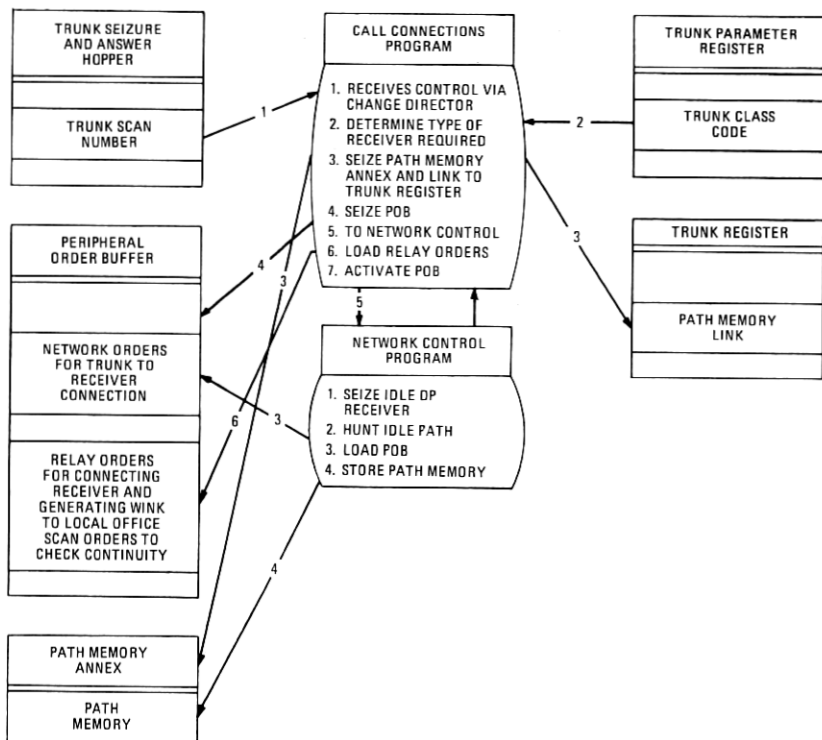 TRUNK SEIZURE
AND ANSWER
HOPPER
TRUNK SCAN
NUMBER
1
CALL CONNECTIONS
PROGRAM
1. RECEIVES CONTROL VIA
CHANGE DIRECTOR
2. DETERMINE TYPE OF
RECEIVER REQUIRED
3. SEIZE PATH MEMORY
ANNEX AND LINK TO
TRUNK REGISTER
4. SEIZE POB
5. TO NETWORK CONTROL
6. LOAD RELAY ORDERS
7. ACTIVATE POB
TRUNK PARAMETER
REGISTER
TRUNK CLASS
CODE
2
3
TRUNK REGISTER
PATH MEMORY
LINK
PERIPHERAL
ORDER BUFFER
NETWORK ORDERS
FOR TRUNK TO
RECEIVER
CONNECTION
RELAY ORDERS
FOR CONNECTING
RECEIVER AND
GENERATING WINK
TO LOCAL OFFICE
SCAN ORDERS TO
CHECK CONTINUITY
4
3
5
6
3
NETWORK CONTROL
PROGRAM
1. SEIZE IDLE DP
RECEIVER
2. HUNT IDLE PATH
3. LOAD POB
4. STORE PATH MEMORY
4
PATH MEMORY
ANNEX
PATH
MEMORY